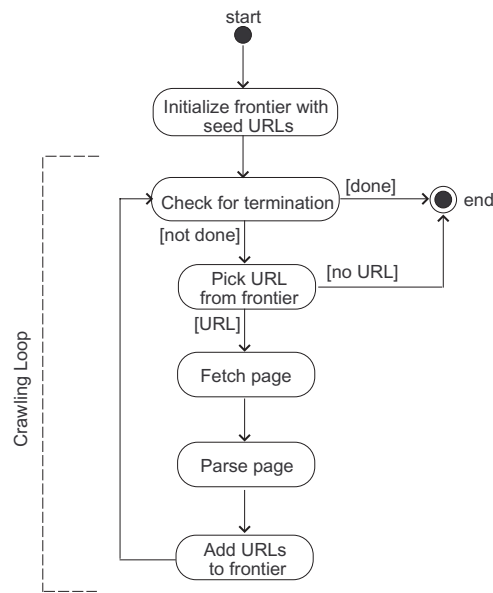 start
Initialize frontier with
seed URLs
Check for termination
[done]
end
[not done]
Pick URL
from frontier
[no URL]
[URL]
Crawling Loop
Fetch page
Parse page
Add URLs
to frontier